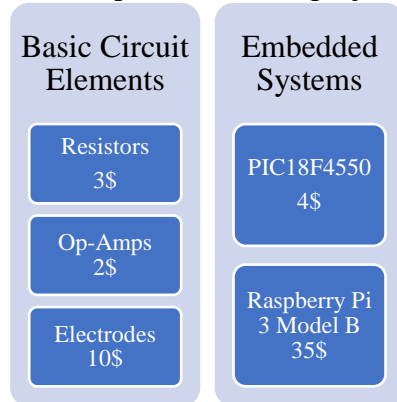 Basic Circuit
Elements
Resistors
3$
Op-Amps
2$
Electrodes
10$
Embedded
Systems
PIC18F4550
4$
Raspberry Pi
3 Model B
35$